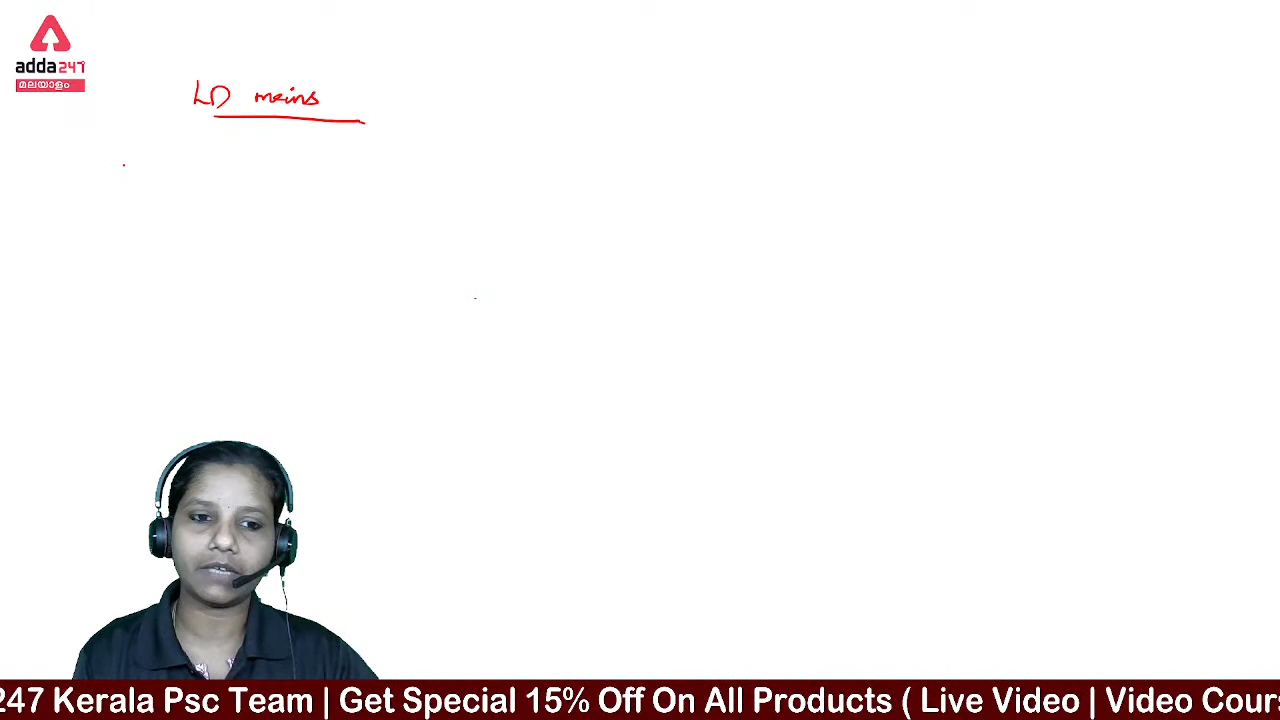 adda247
മലയാളം
LD mains
247 Kerala Psc Team | Get Special 15% Off On All Products ( Live Video | Video Cours